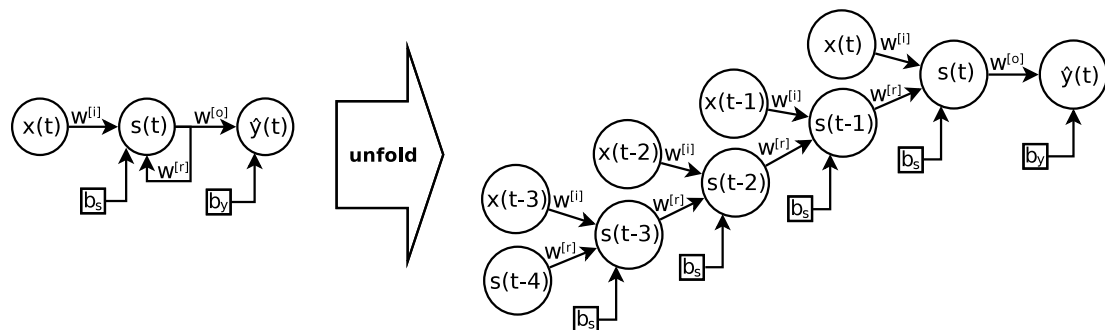 x(t) w[i] s(t) w[o] ŷ(t)
w[r]
bs by
unfold
x(t) w[i] s(t) w[o] ŷ(t)
x(t-1) w[i] s(t-1) w[r]
bs by
x(t-2) w[i] s(t-2) w[r]
bs
x(t-3) w[i] s(t-3) w[r]
bs
s(t-4) w[r]
bs